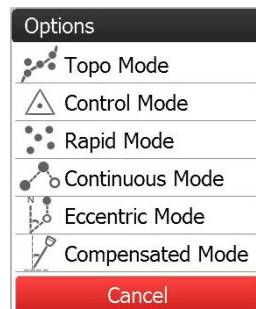 Options
Topo Mode
Control Mode
Rapid Mode
Continuous Mode
N
Eccentric Mode
Compensated Mode
Cancel